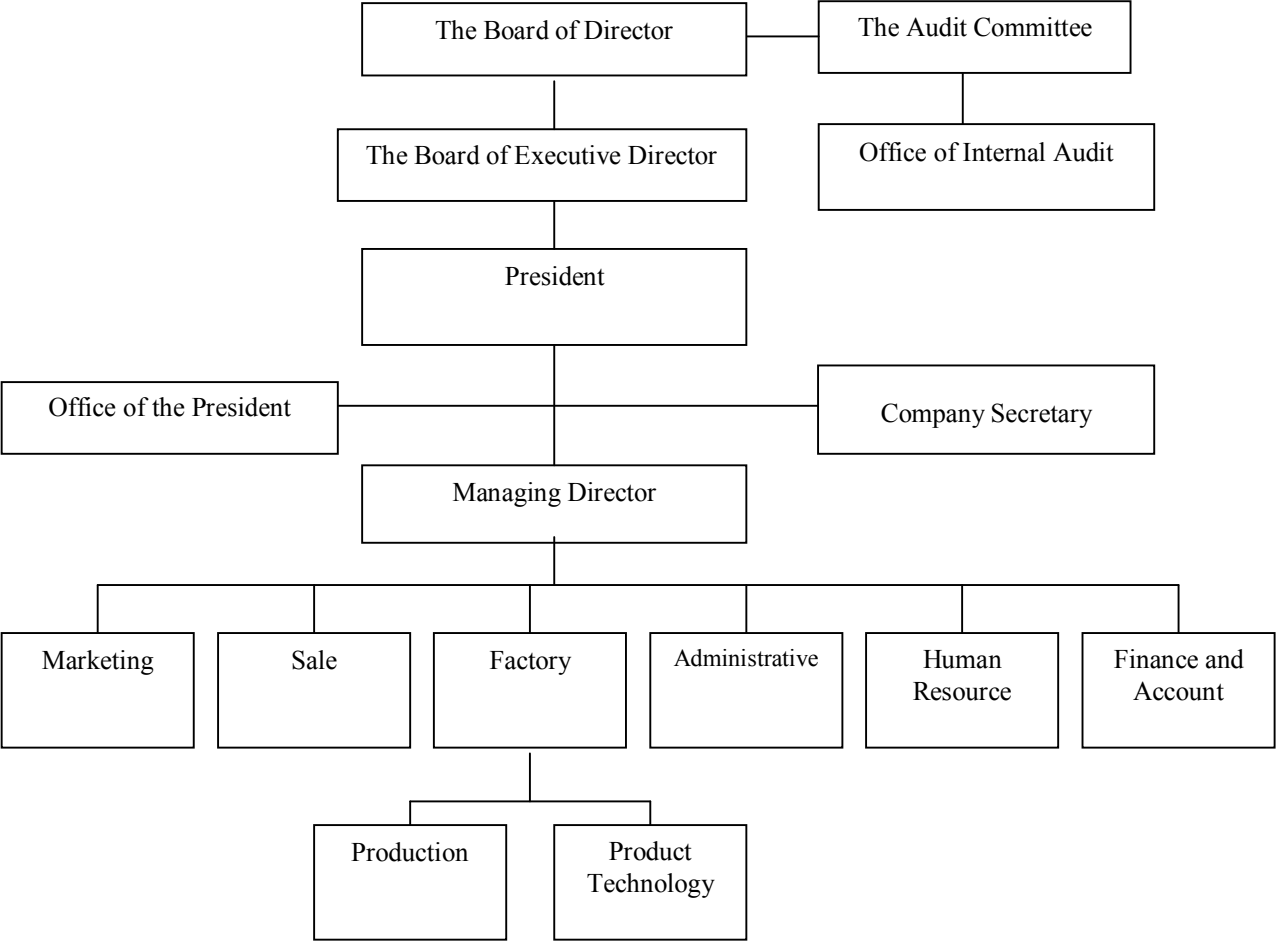 The Board of Director
The Audit Committee
The Board of Executive Director
Office of Internal Audit
President
Office of the President
Company Secretary
Managing Director
Marketing
Sale
Factory
Administrative
Human
Resource
Finance and
Account
Production
Product
Technology